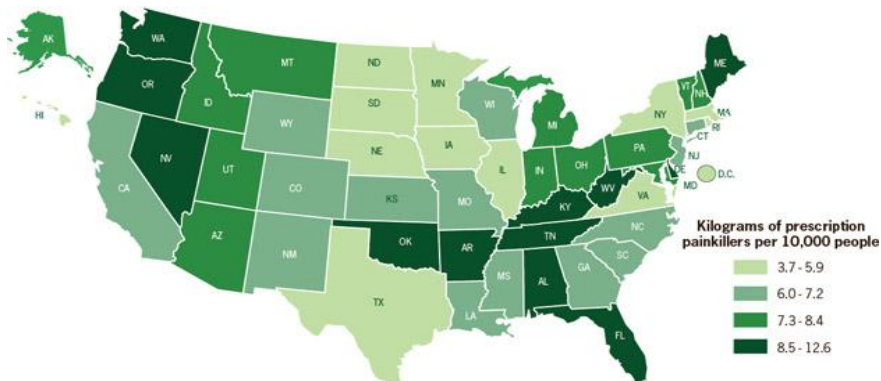 AK
WA
MT
ND
MN
ME
OR
ID
SD
WI
VT
NH
WY
MI
NY
MA
HI
RI
NV
NE
IA
PA
CT
UT
IL
IN
OH
NJ
DE
D.C.
CA
CO
KS
MO
WV
VA
MD
KY
AZ
NM
OK
AR
TN
NC
SC
MS
AL
GA
TX
LA
FL
Kilograms of prescription
painkillers per 10,000 people
3.7 - 5.9
6.0 - 7.2
7.3 - 8.4
8.5 - 12.6